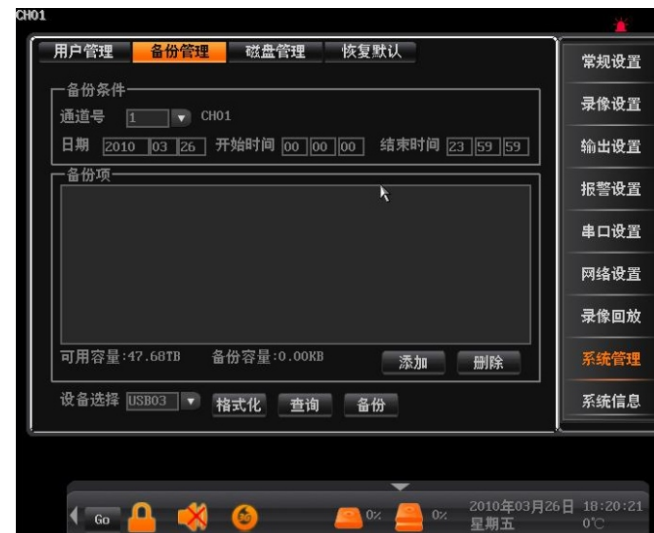 CH01
用户管理 备份管理 磁盘管理 恢复默认
备份条件
通道号 1 CH01
日期 2010 03 26 开始时间 00 00 00 结束时间 23 59 59
备份项
可用容量:47.68TB 备份容量:0.00KB 添加 删除
设备选择 USB03 格式化 查询 备份
常规设置
录像设置
输出设置
报警设置
串口设置
网络设置
录像回放
系统管理
系统信息
Go 0% 0% 2010年03月26日 18:20:21
星期五 0℃